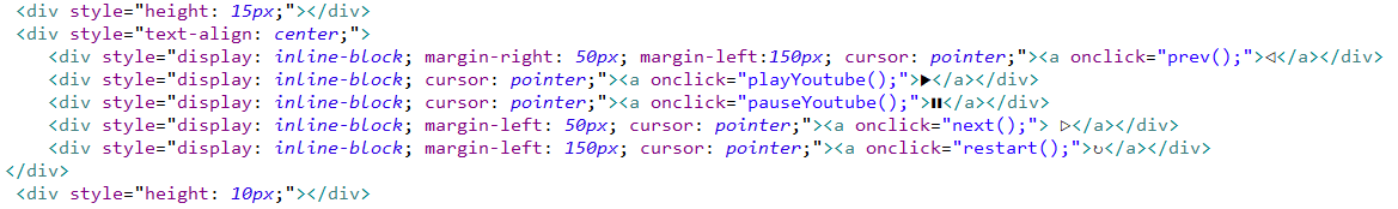 <div style="height: 15px;"></div>
<div style="text-align: center;">
<div style="display: inline-block; margin-right: 50px; margin-left:150px; cursor: pointer;"><a onclick="prev();">◁</a></div>
<div style="display: inline-block; cursor: pointer;"><a onclick="playYoutube();">▶</a></div>
<div style="display: inline-block; cursor: pointer;"><a onclick="pauseYoutube();">⏸</a></div>
<div style="display: inline-block; margin-left: 50px; cursor: pointer;"><a onclick="next();"> ▷</a></div>
<div style="display: inline-block; margin-left: 150px; cursor: pointer;"><a onclick="restart();">↻</a></div>
</div>
<div style="height: 10px;"></div>